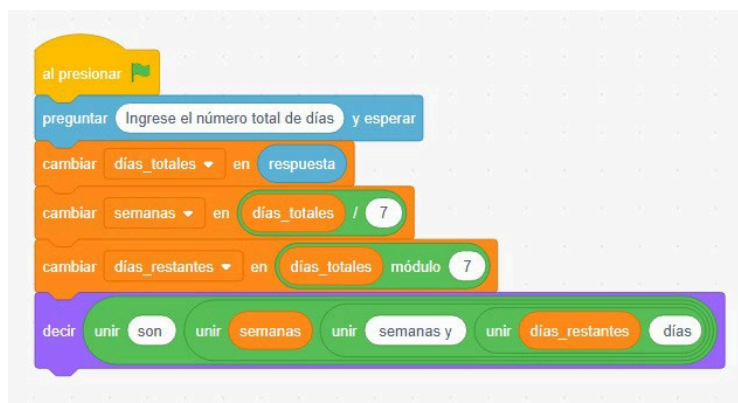 al presionar
preguntar Ingrese el número total de días y esperar
cambiar días_totales en respuesta
cambiar semanas en días_totales / 7
cambiar días_restantes en días_totales módulo 7
decir unir son unir semanas unir semanas y unir días_restantes días